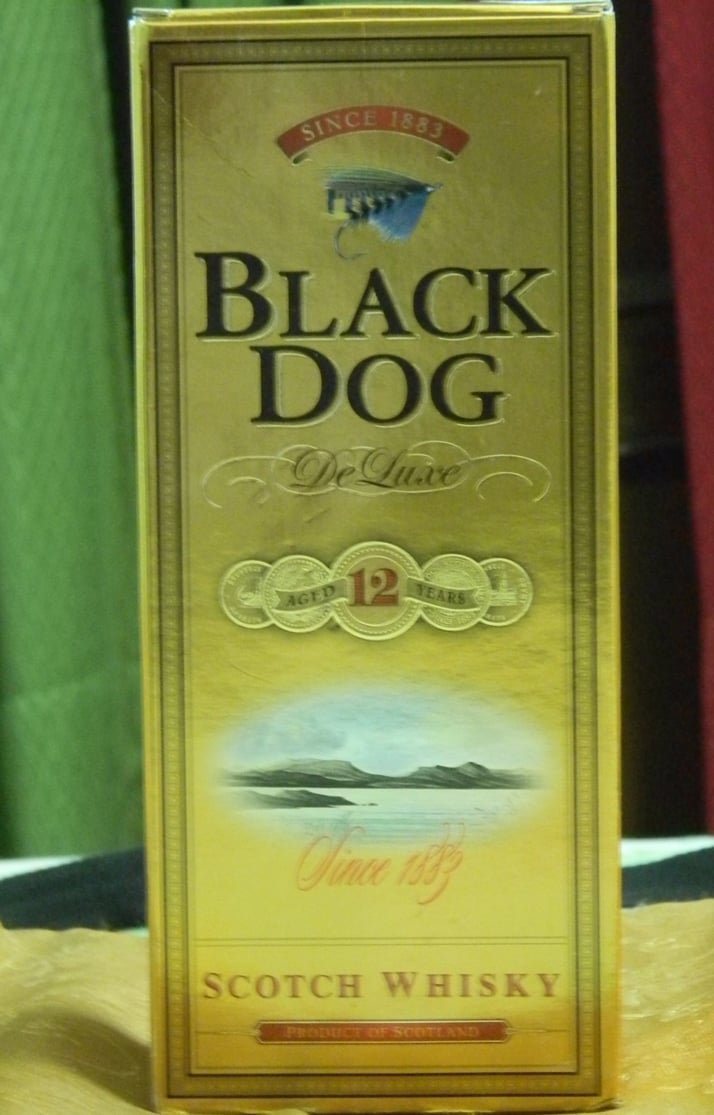 SINCE 1883
BLACK
DOG
De Luxe
AGED 12 YEARS
Since 1883
SCOTCH WHISKY
PRODUCT OF SCOTLAND